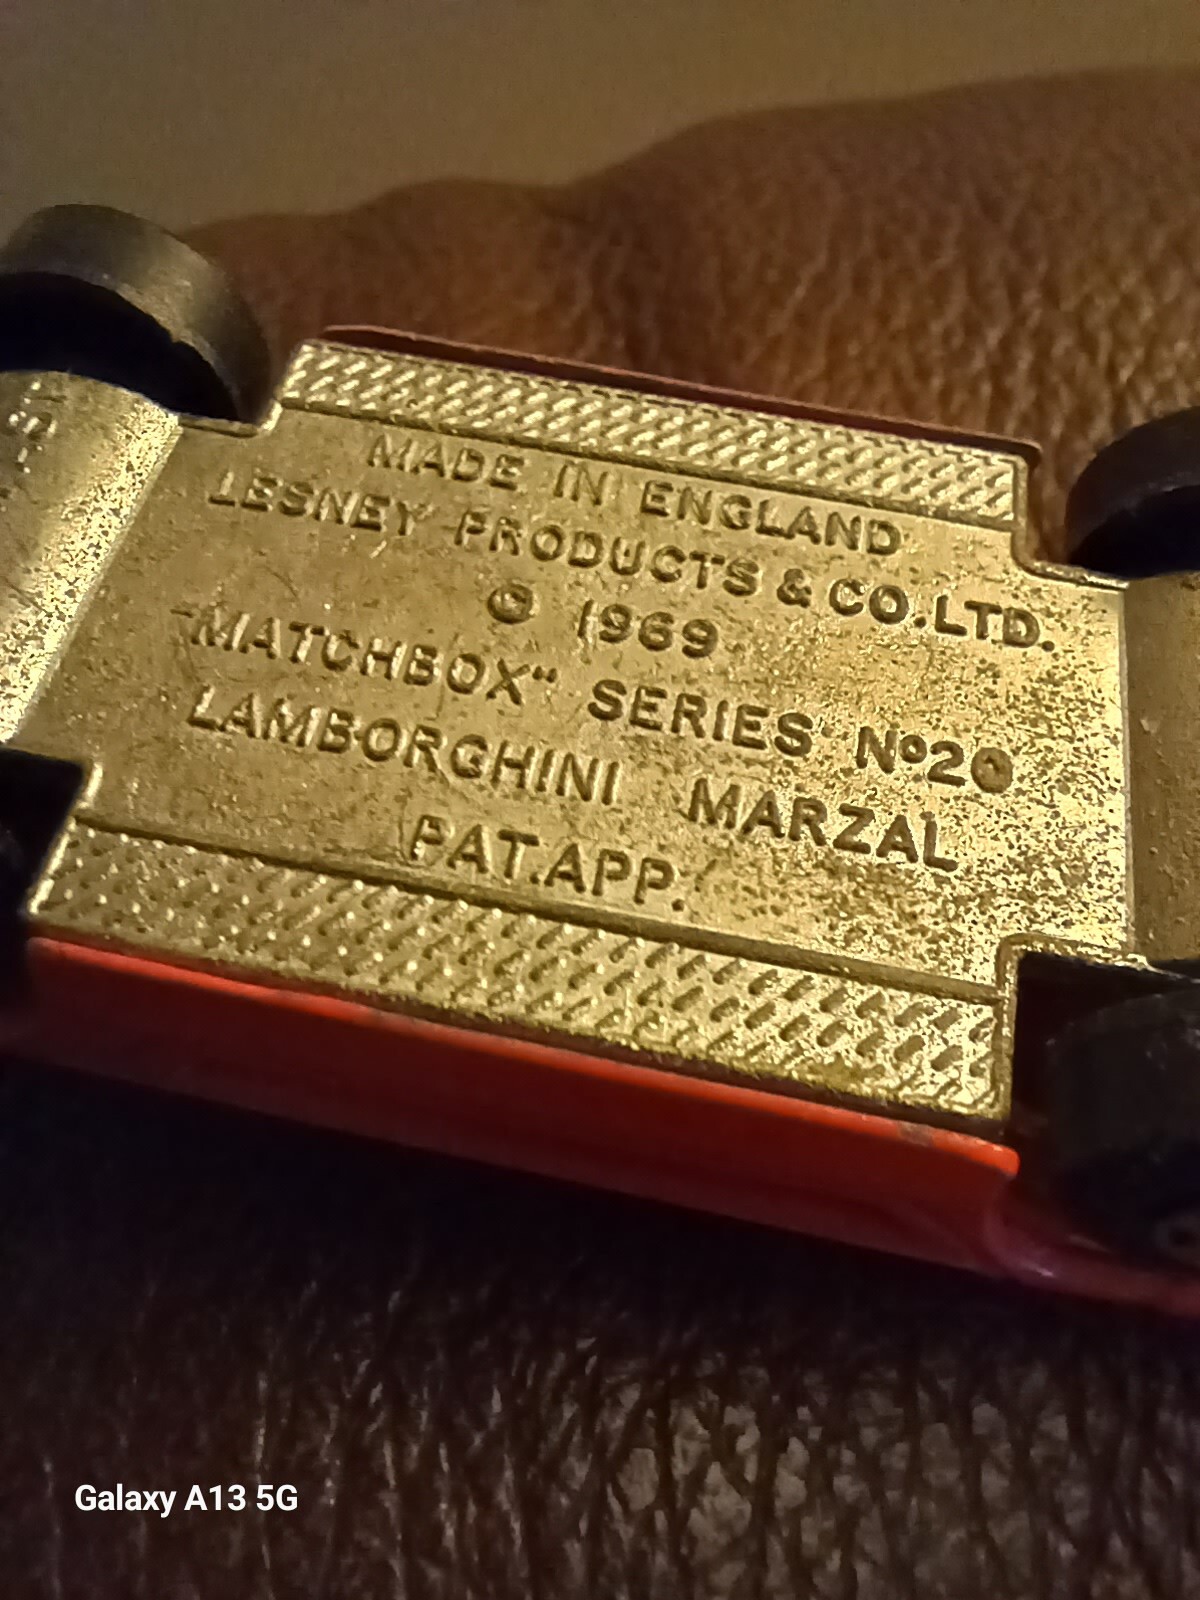 MADE IN ENGLAND
LESNEY PRODUCTS & CO.LTD.
© 1969
"MATCHBOX" SERIES Nº20
LAMBORGHINI MARZAL
PAT.APP.
Galaxy A13 5G